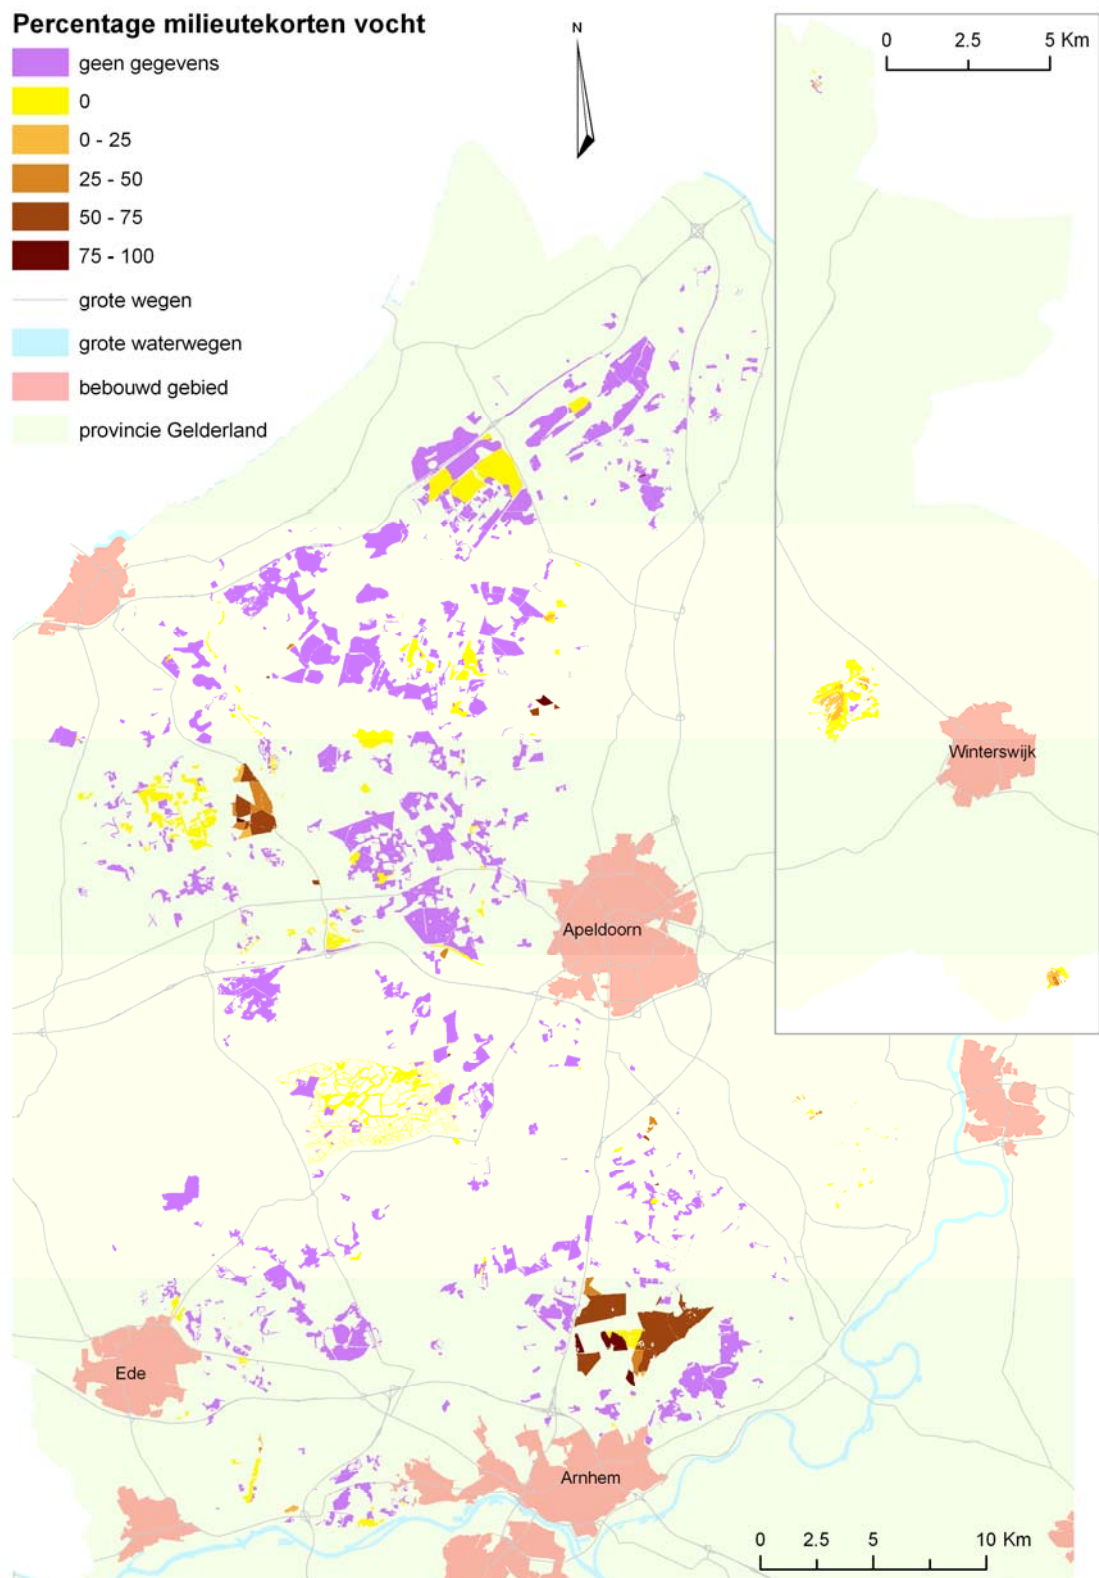 Percentage milieutekorten vocht
geen gegevens
0
0 - 25
25 - 50
50 - 75
75 - 100
grote wegen
grote waterwegen
bebouwd gebied
provincie Gelderland
N
0 2.5 5 Km
Winterswijk
Apeldoorn
Ede
Arnhem
0 2.5 5 10 Km